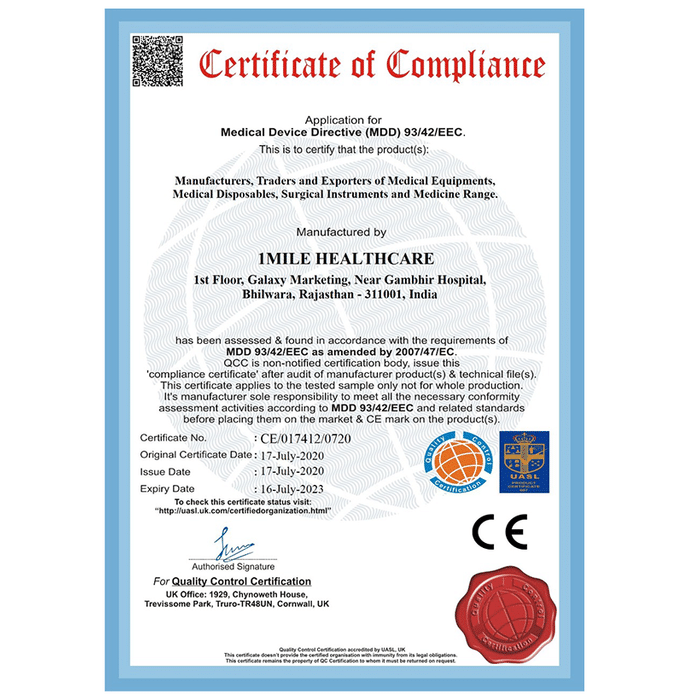 Certificate of Compliance
Application for
Medical Device Directive (MDD) 93/42/EEC.
This is to certify that the product(s):
Manufacturers, Traders and Exporters of Medical Equipments,
Medical Disposables, Surgical Instruments and Medicine Range.
Manufactured by
1MILE HEALTHCARE
1st Floor, Galaxy Marketing, Near Gambhir Hospital,
Bhilwara, Rajasthan - 311001, India
has been assessed & found in accordance with the requirements of
MDD 93/42/EEC as amended by 2007/47/EC.
QCC is non-notified certification body, issue this
'compliance certificate' after audit of manufacturer product(s) & technical file(s).
This certificate applies to the tested sample only not for whole production.
It's manufacturer sole responsibility to meet all the necessary conformity
assessment activities according to MDD 93/42/EEC and related standards
before placing them on the market & CE mark on the product(s).
Certificate No. : CE/017412/0720
Original Certificate Date : 17-July-2020
Issue Date : 17-July-2020
Expiry Date : 16-July-2023
To check this certificate status visit:
"http://uasl.uk.com/certifiedorganization.html"
Quality Control
Certification
UASL
PRODUCT
CERTIFICATE
CE
Authorised Signature
For Quality Control Certification
UK Office: 1929, Chynoweth House,
Trevissome Park, Truro-TR48UN, Cornwall, UK
Quality Control
Certification
Quality Control Certification accredited by UASL, UK
This certificate doesn't provide the certified organisation with immunity from its legal obligations.
This certificate remains the property of QC Certification to whom it must be returned on request.